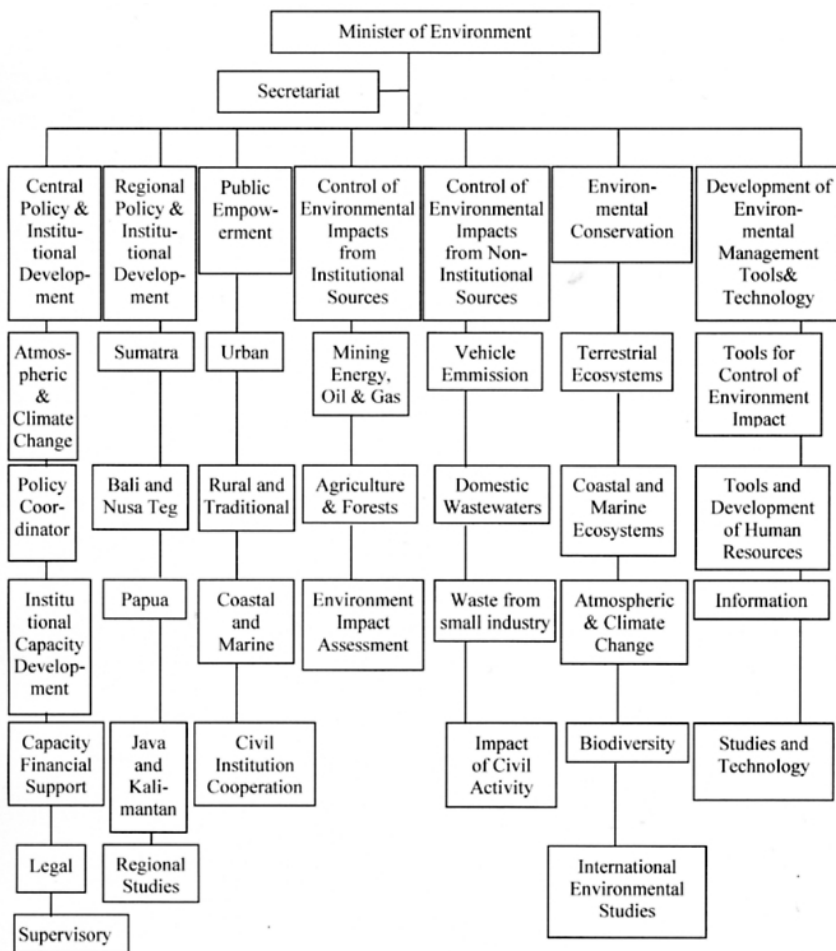 Minister of Environment
Secretariat
Central
Policy &
Institu-
tional
Develop-
ment
Regional
Policy &
Institu-
tional
Develop-
ment
Public
Empow-
erment
Control of
Environmental
Impacts
from
Institutional
Sources
Control of
Environmental
Impacts
from Non-
Institutional
Sources
Environ-
mental
Conservation
Development of
Environ-
mental
Management
Tools&
Technology
Atmos-
pheric
&
Climate
Change
Sumatra
Urban
Mining
Energy,
Oil & Gas
Vehicle
Emmission
Terrestrial
Ecosystems
Tools for
Control of
Environment
Impact
Policy
Coor-
dinator
Bali and
Nusa Teg
Rural and
Traditional
Agriculture
& Forests
Domestic
Wastewaters
Coastal and
Marine
Ecosystems
Tools and
Development
of Human
Resources
Institu
tional
Capacity
Develop-
ment
Papua
Coastal
and
Marine
Environment
Impact
Assessment
Waste from
small industry
Atmospheric
& Climate
Change
Information
Capacity
Financial
Support
Java
and
Kali-
mantan
Civil
Institution
Cooperation
Impact
of Civil
Activity
Biodiversity
Studies and
Technology
Legal
Regional
Studies
International
Environmental
Studies
Supervisory